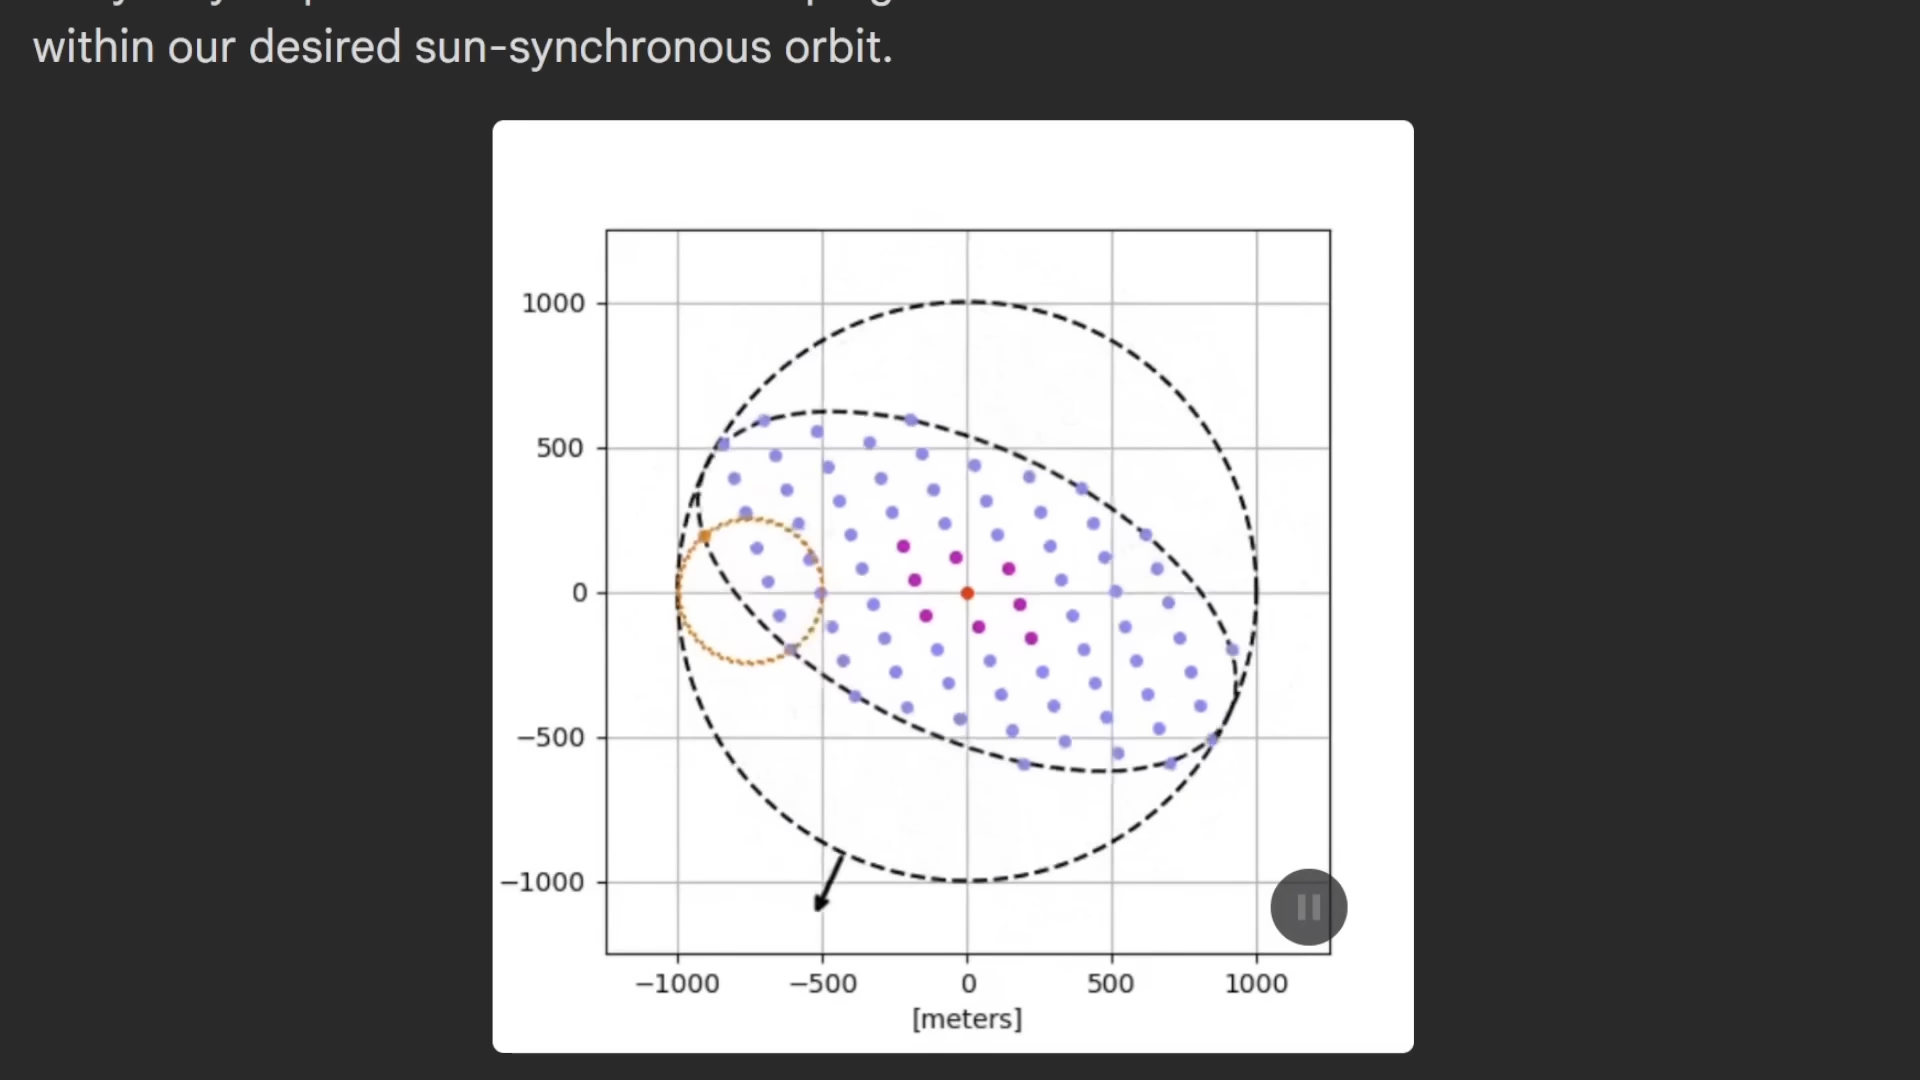 within our desired sun-synchronous orbit.
1000
500
0
−500
−1000
−1000 −500 0 500 1000
[meters]